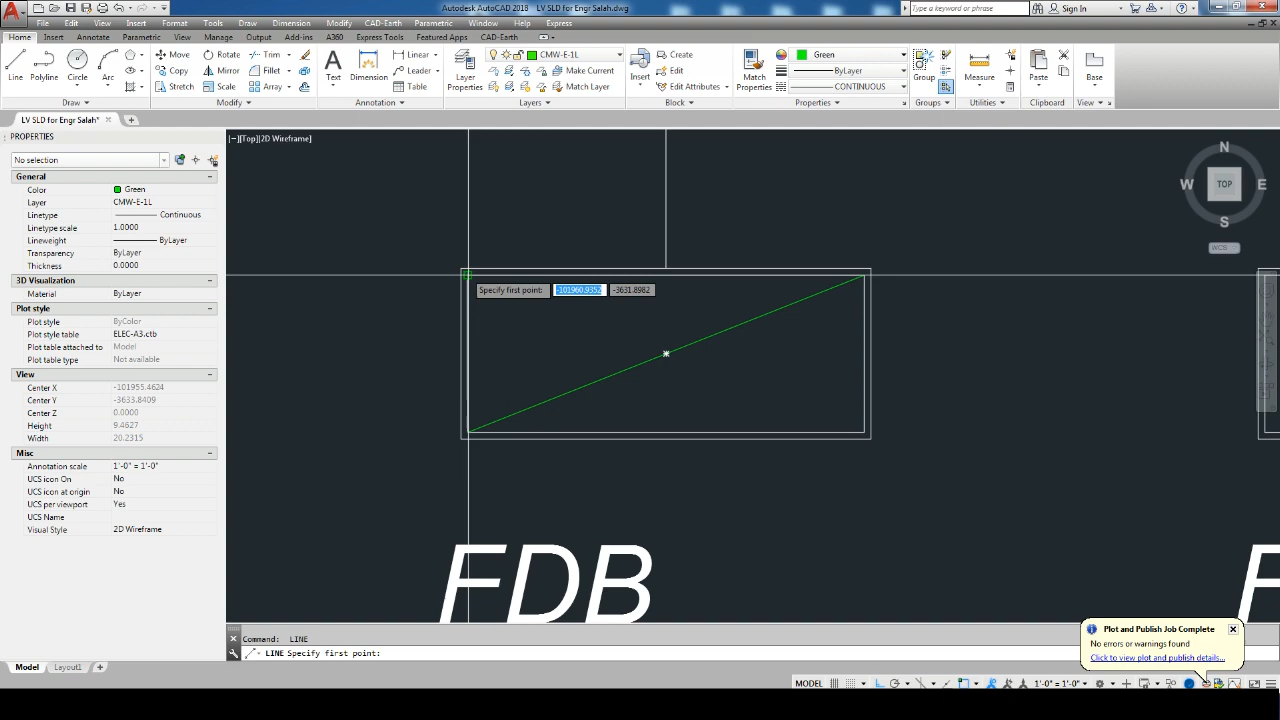 Autodesk AutoCAD 2018   LV SLD for Engr Salah.dwg
Type a keyword or phrase
Sign In
File Edit View Insert Format Tools Draw Dimension Modify CAD-Earth Parametric Window Help Express
Home Insert Annotate Parametric View Manage Output Add-ins A360 Express Tools Featured Apps CAD-Earth
Line Polyline Circle Arc
Move Rotate Trim
Copy Mirror Fillet
Stretch Scale Array
Text Dimension
Linear
Leader
Table
Layer Properties
CMW-E-1L
Make Current
Match Layer
Insert
Create
Edit
Edit Attributes
Match Properties
Green
ByLayer
CONTINUOUS
Group
Measure
Paste
Base
Draw Modify Annotation Layers Block Properties Groups Utilities Clipboard View
LV SLD for Engr Salah*
PROPERTIES
[−][Top][2D Wireframe]
No selection
General
Color Green
Layer CMW-E-1L
Linetype Continuous
Linetype scale 1.0000
Lineweight ByLayer
Transparency ByLayer
Thickness 0.0000
3D Visualization
Material ByLayer
Plot style
Plot style ByColor
Plot style table ELEC-A3.ctb
Plot table attached to Model
Plot table type Not available
View
Center X -101955.4624
Center Y -3633.8409
Center Z 0.0000
Height 9.4627
Width 20.2315
Misc
Annotation scale 1'-0" = 1'-0"
UCS icon On No
UCS icon at origin No
UCS per viewport Yes
UCS Name
Visual Style 2D Wireframe
N
W TOP E
S
WCS
Specify first point: -101960.9352 -3631.8982
FDB
F
Command: LINE
LINE Specify first point:
Plot and Publish Job Complete
No errors or warnings found
Click to view plot and publish details...
Model Layout1
MODEL 1'-0" = 1'-0"